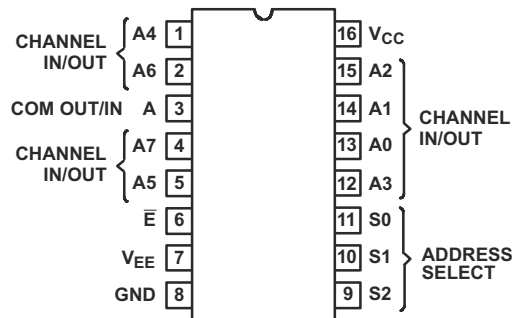 CHANNEL
IN/OUT
A4 1
A6 2
COM OUT/IN A 3
CHANNEL
IN/OUT
A7 4
A5 5
E̅ 6
VEE 7
GND 8
16 VCC
15 A2
14 A1
13 A0
12 A3
CHANNEL
IN/OUT
11 S0
10 S1
9 S2
ADDRESS
SELECT